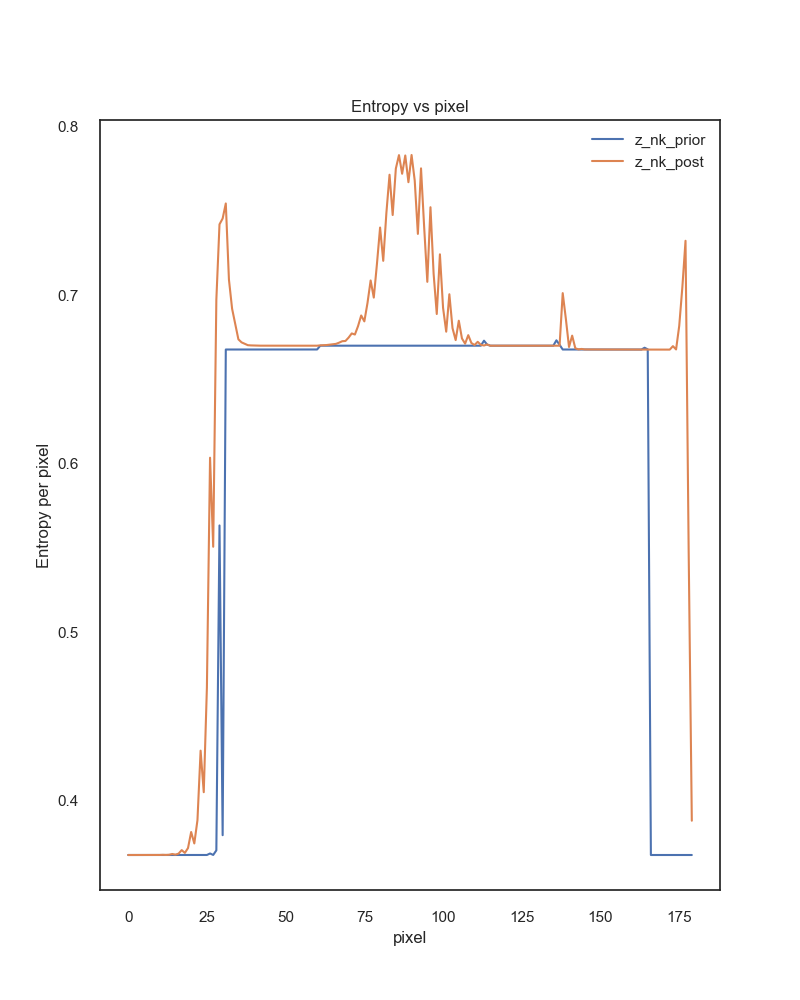 Entropy vs pixel
z_nk_prior
z_nk_post
Entropy per pixel
0.8
0.7
0.6
0.5
0.4
0 25 50 75 100 125 150 175
pixel